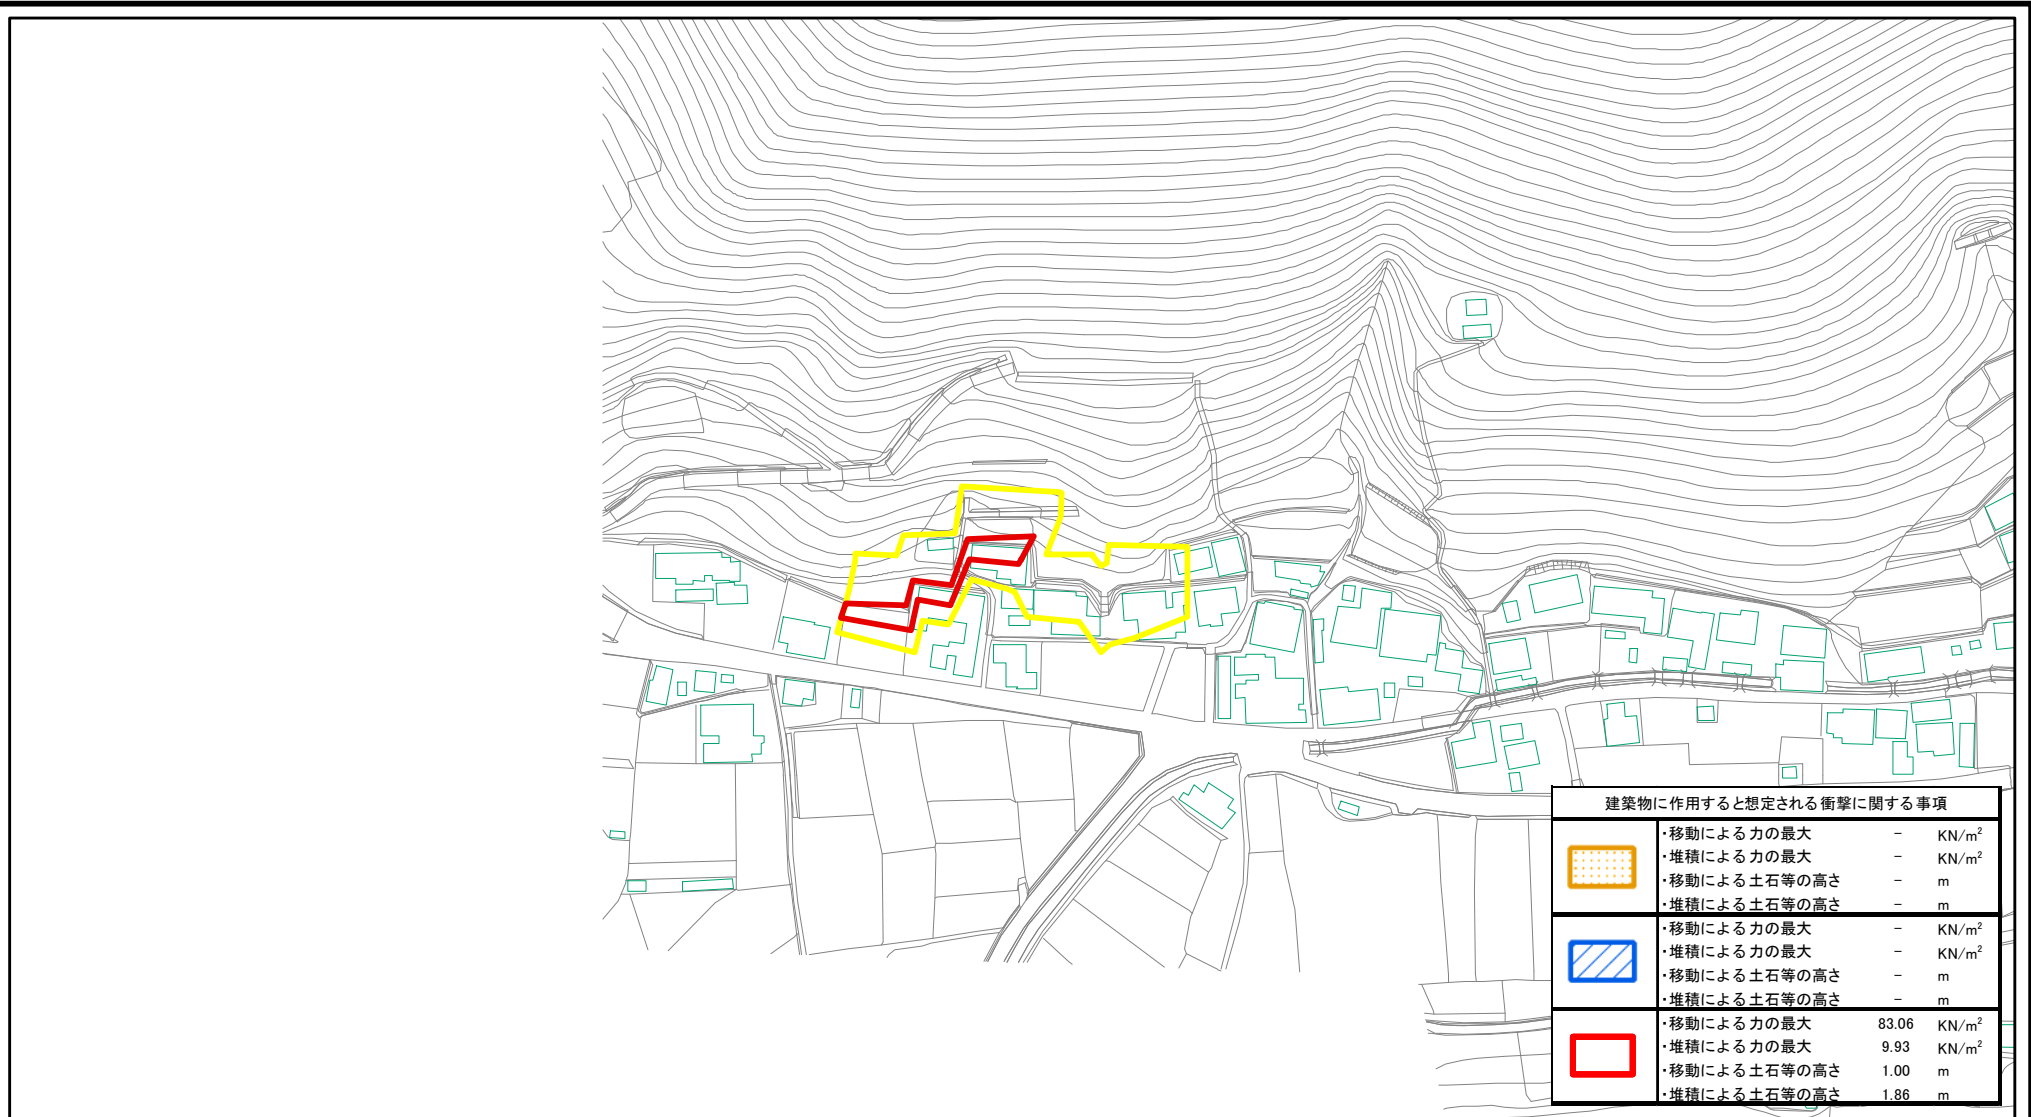 建築物に作用すると想定される衝撃に関する事項
・移動による力の最大 － KN/m²
・堆積による力の最大 － KN/m²
・移動による土石等の高さ － m
・堆積による土石等の高さ － m
・移動による力の最大 － KN/m²
・堆積による力の最大 － KN/m²
・移動による土石等の高さ － m
・堆積による土石等の高さ － m
・移動による力の最大 83.06 KN/m²
・堆積による力の最大 9.93 KN/m²
・移動による土石等の高さ 1.00 m
・堆積による土石等の高さ 1.86 m